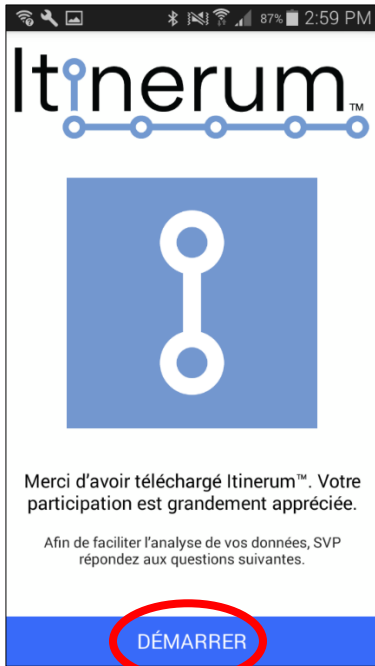 87% 2:59 PM
Itinerum™
Merci d'avoir téléchargé Itinerum™. Votre
participation est grandement appréciée.
Afin de faciliter l'analyse de vos données, SVP
répondez aux questions suivantes.
DÉMARRER